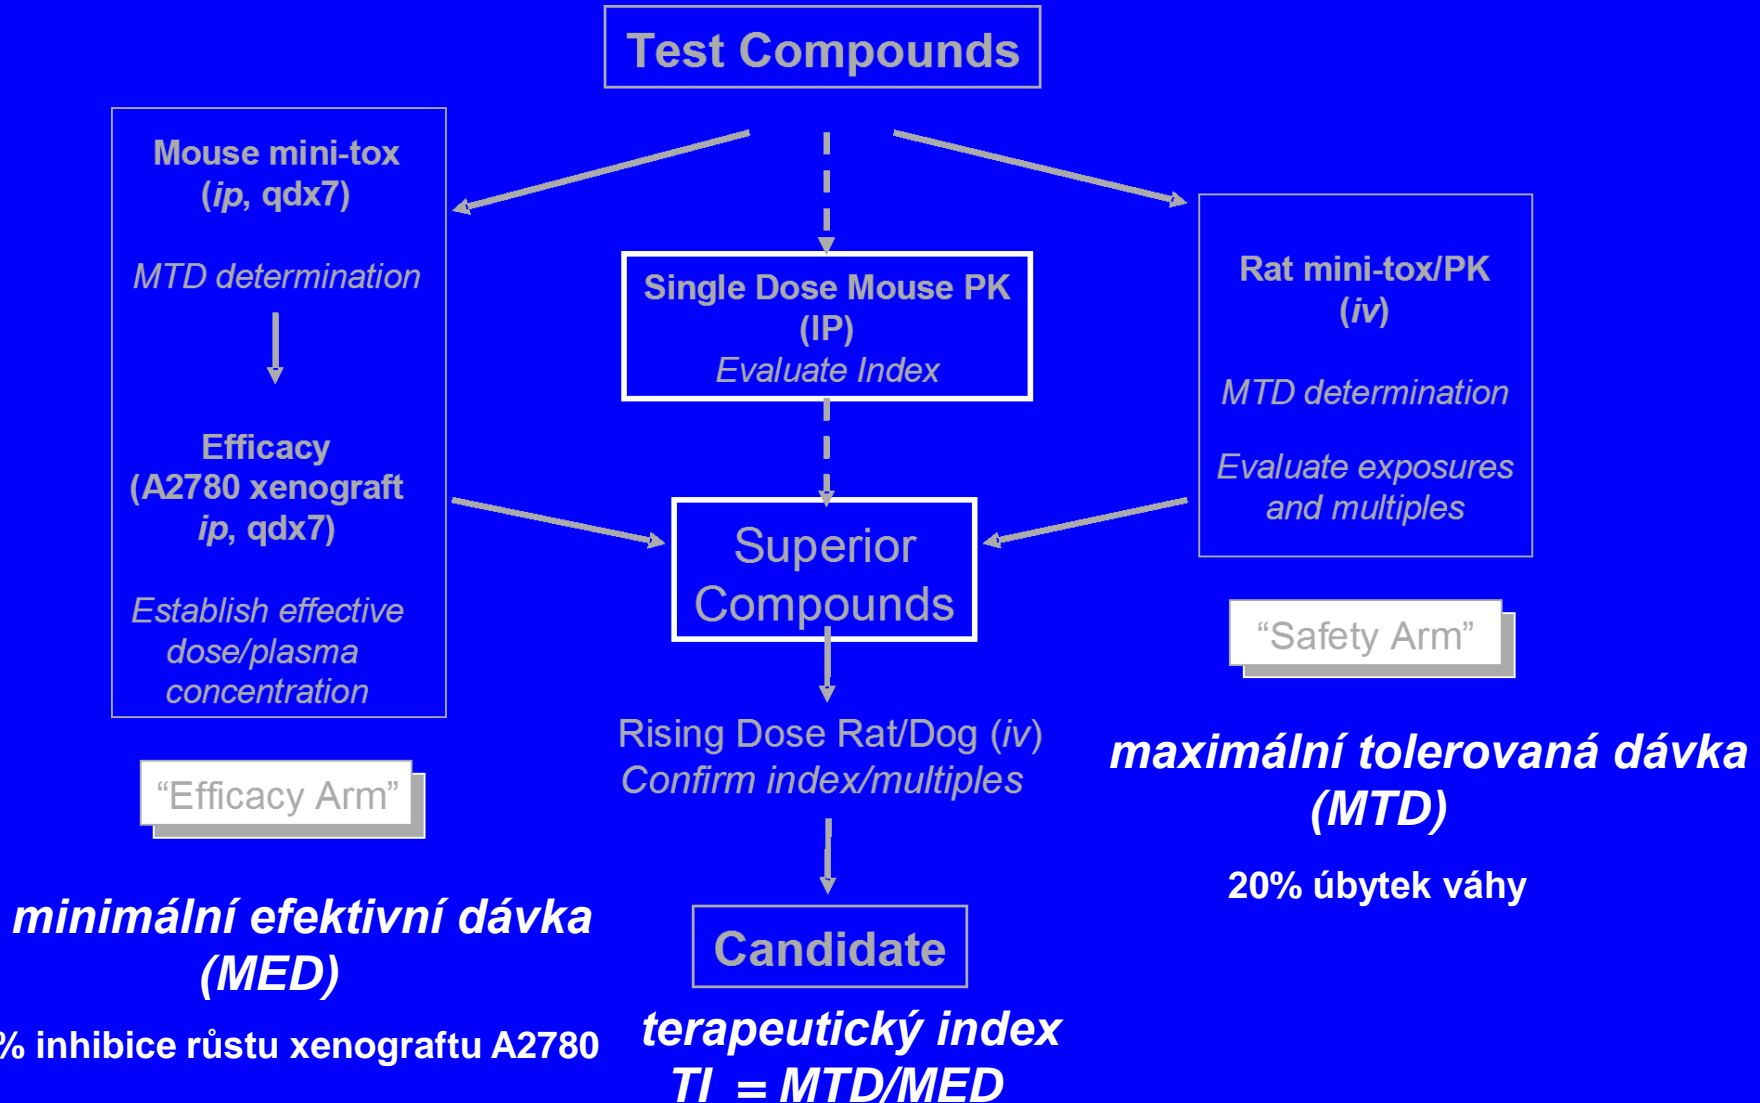 Test Compounds
Mouse mini-tox
(ip, qdx7)
MTD determination
Efficacy
(A2780 xenograft
ip, qdx7)
Establish effective
dose/plasma
concentration
“Efficacy Arm”
minimální efektivní dávka
(MED)
% inhibice růstu xenograftu A2780
Single Dose Mouse PK
(IP)
Evaluate Index
Superior
Compounds
Rising Dose Rat/Dog (iv)
Confirm index/multiples
Candidate
terapeutický index
TI = MTD/MED
Rat mini-tox/PK
(iv)
MTD determination
Evaluate exposures
and multiples
“Safety Arm”
maximální tolerovaná dávka
(MTD)
20% úbytek váhy